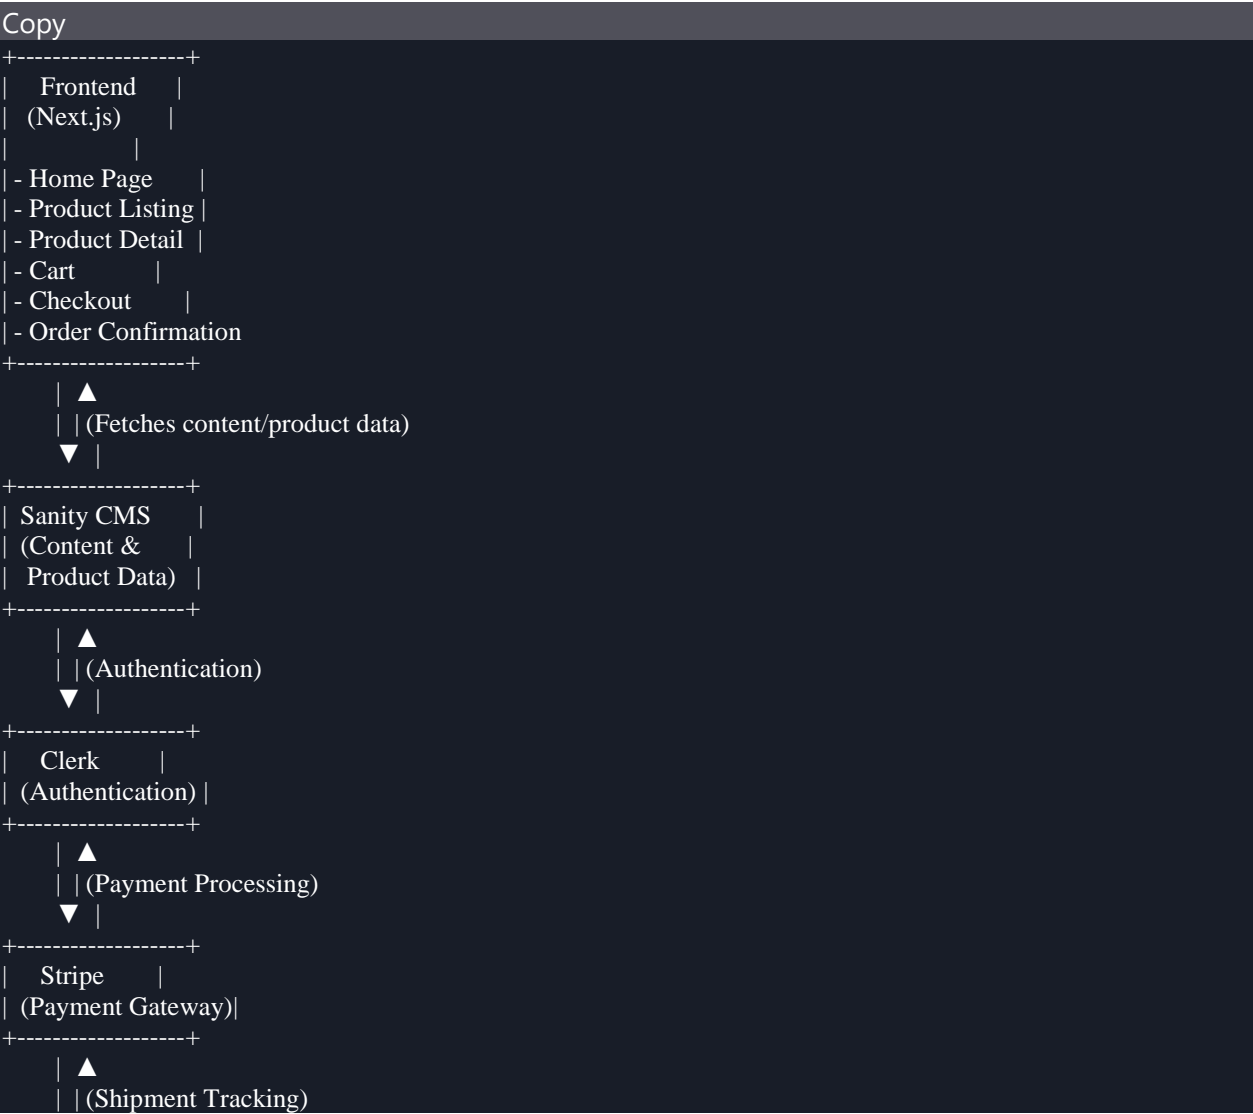 Copy
+-------------------+
|     Frontend      |
|   (Next.js)       |
|                   |
| - Home Page       |
| - Product Listing |
| - Product Detail  |
| - Cart            |
| - Checkout        |
| - Order Confirmation
+-------------------+
        |  ▲
        |  | (Fetches content/product data)
        ▼  |
+-------------------+
|  Sanity CMS       |
|  (Content &       |
|   Product Data)   |
+-------------------+
        |  ▲
        |  | (Authentication)
        ▼  |
+-------------------+
|     Clerk         |
|  (Authentication) |
+-------------------+
        |  ▲
        |  | (Payment Processing)
        ▼  |
+-------------------+
|     Stripe        |
|  (Payment Gateway)|
+-------------------+
        |  ▲
        |  | (Shipment Tracking)